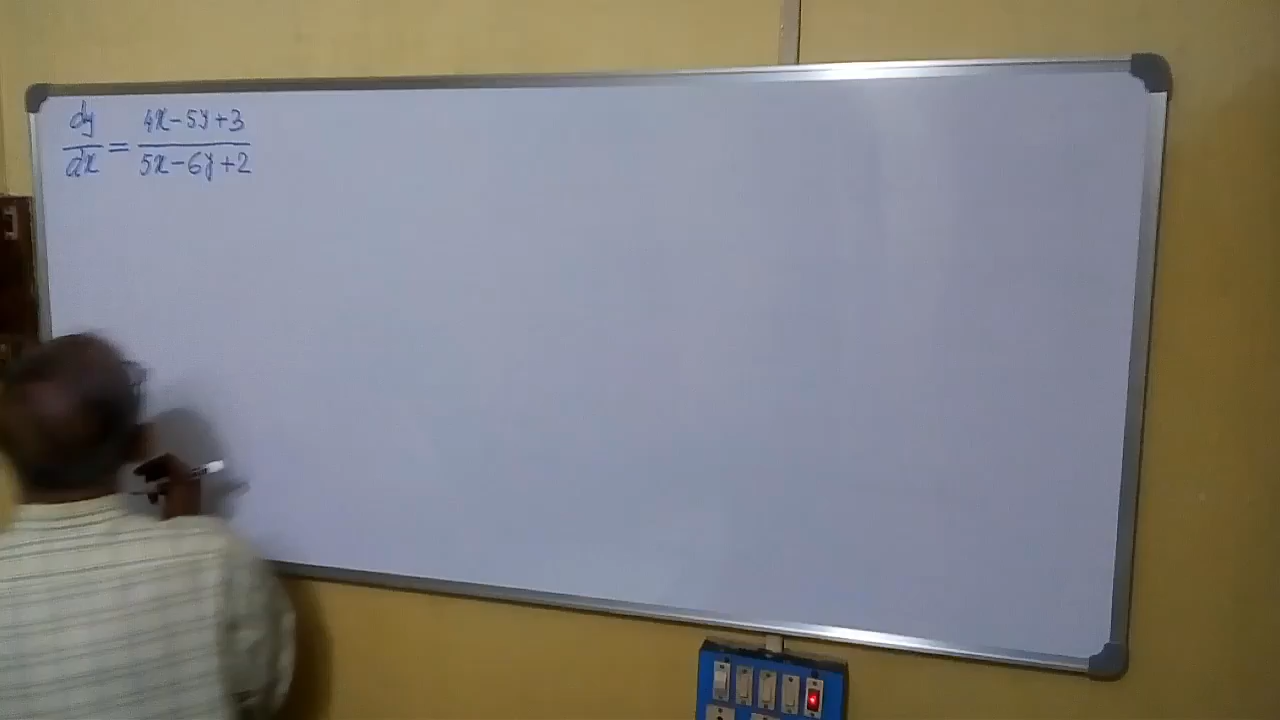 dy/dx = (4x-5y+3)/(5x-6y+2)